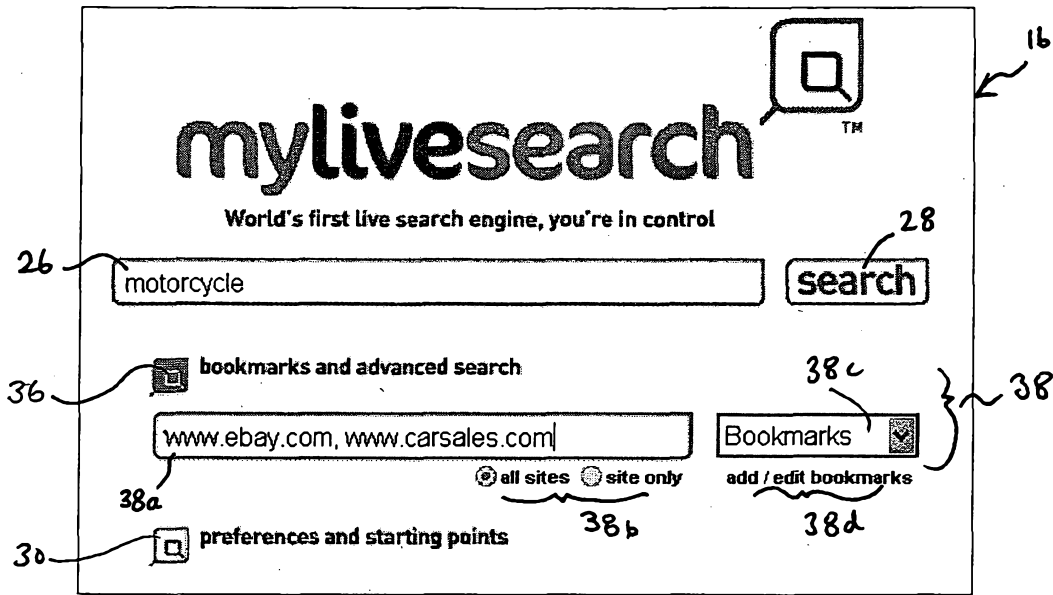 16
mylivesearch
TM
World's first live search engine, you're in control
26
28
motorcycle
search
36
bookmarks and advanced search
38c
38
www.ebay.com, www.carsales.com
Bookmarks
38a
all sites site only
add / edit bookmarks
38b
38d
30
preferences and starting points